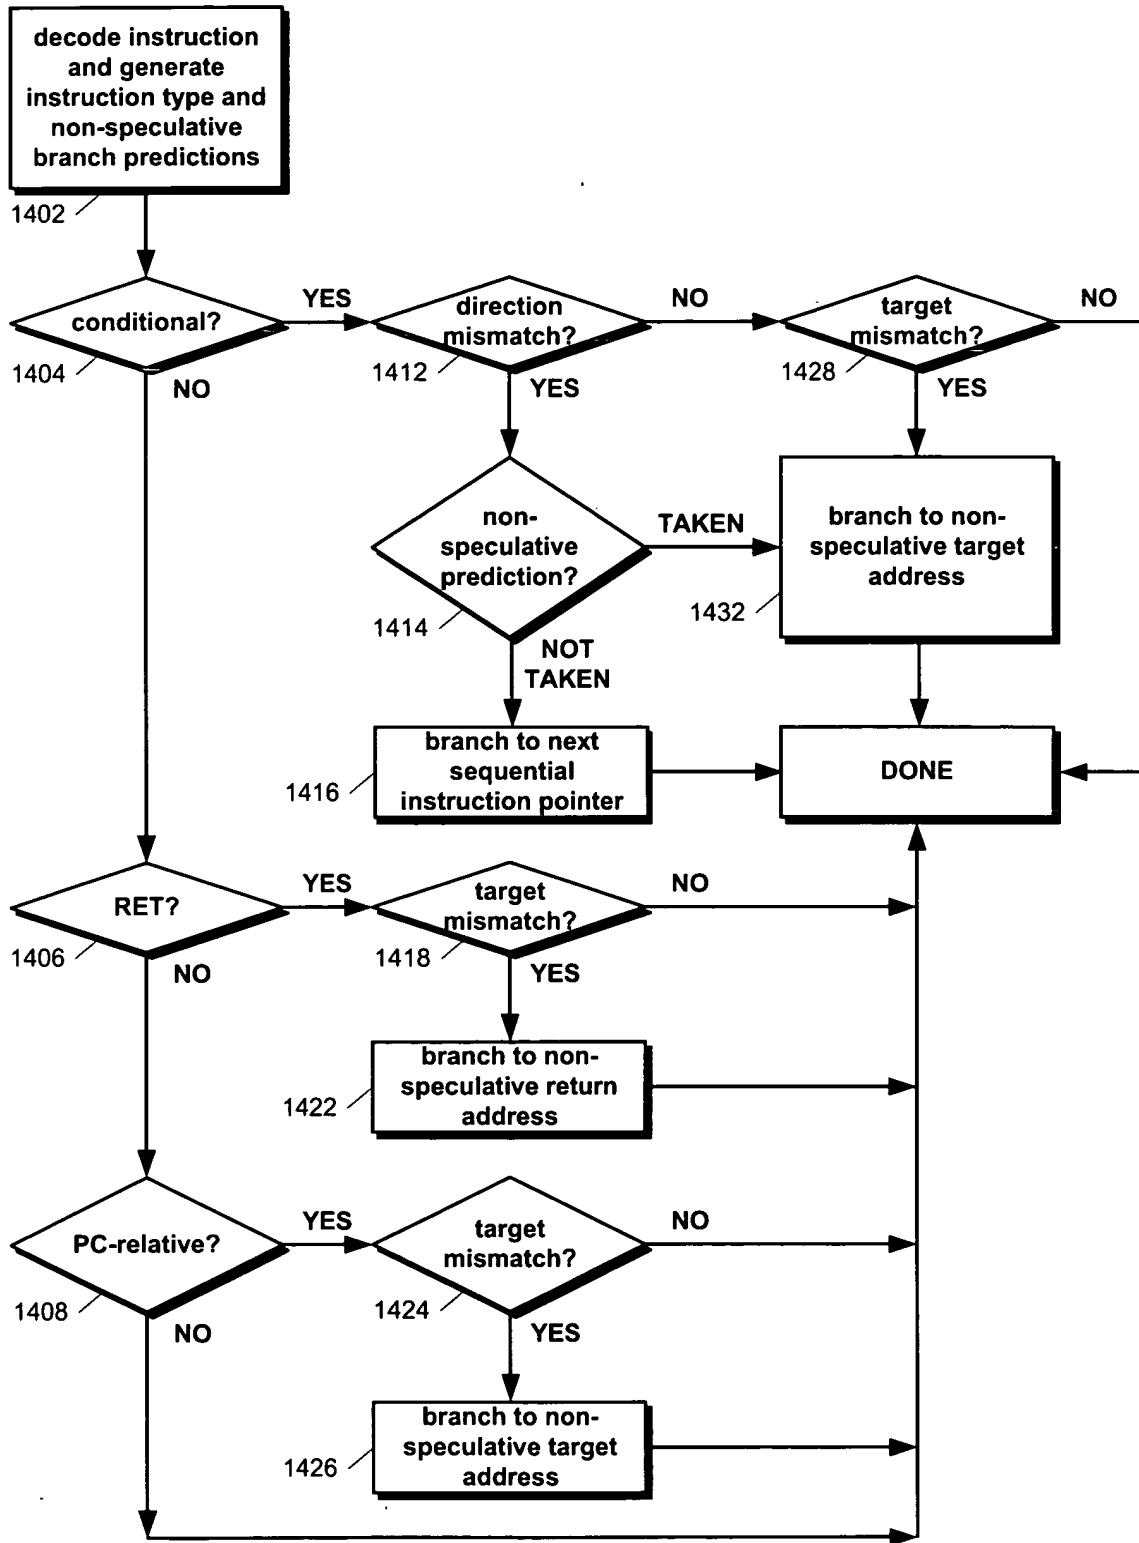 decode instruction
and generate
instruction type and
non-speculative
branch predictions
1402
conditional?
1404
YES
NO
direction
mismatch?
1412
NO
YES
target
mismatch?
1428
NO
YES
non-
speculative
prediction?
1414
TAKEN
NOT
TAKEN
branch to non-
speculative target
address
1432
branch to next
sequential
instruction pointer
1416
DONE
RET?
1406
YES
NO
target
mismatch?
1418
NO
YES
branch to non-
speculative return
address
1422
PC-relative?
1408
YES
NO
target
mismatch?
1424
NO
YES
branch to non-
speculative target
address
1426